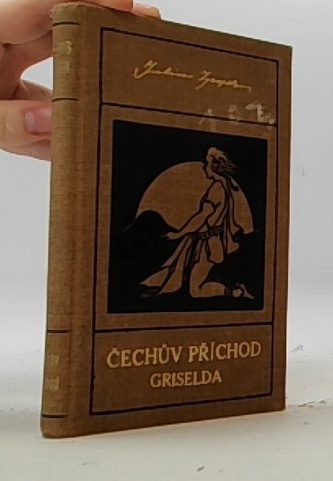 Julius Zeyer
ČECHŮV PŘÍCHOD
GRISELDA